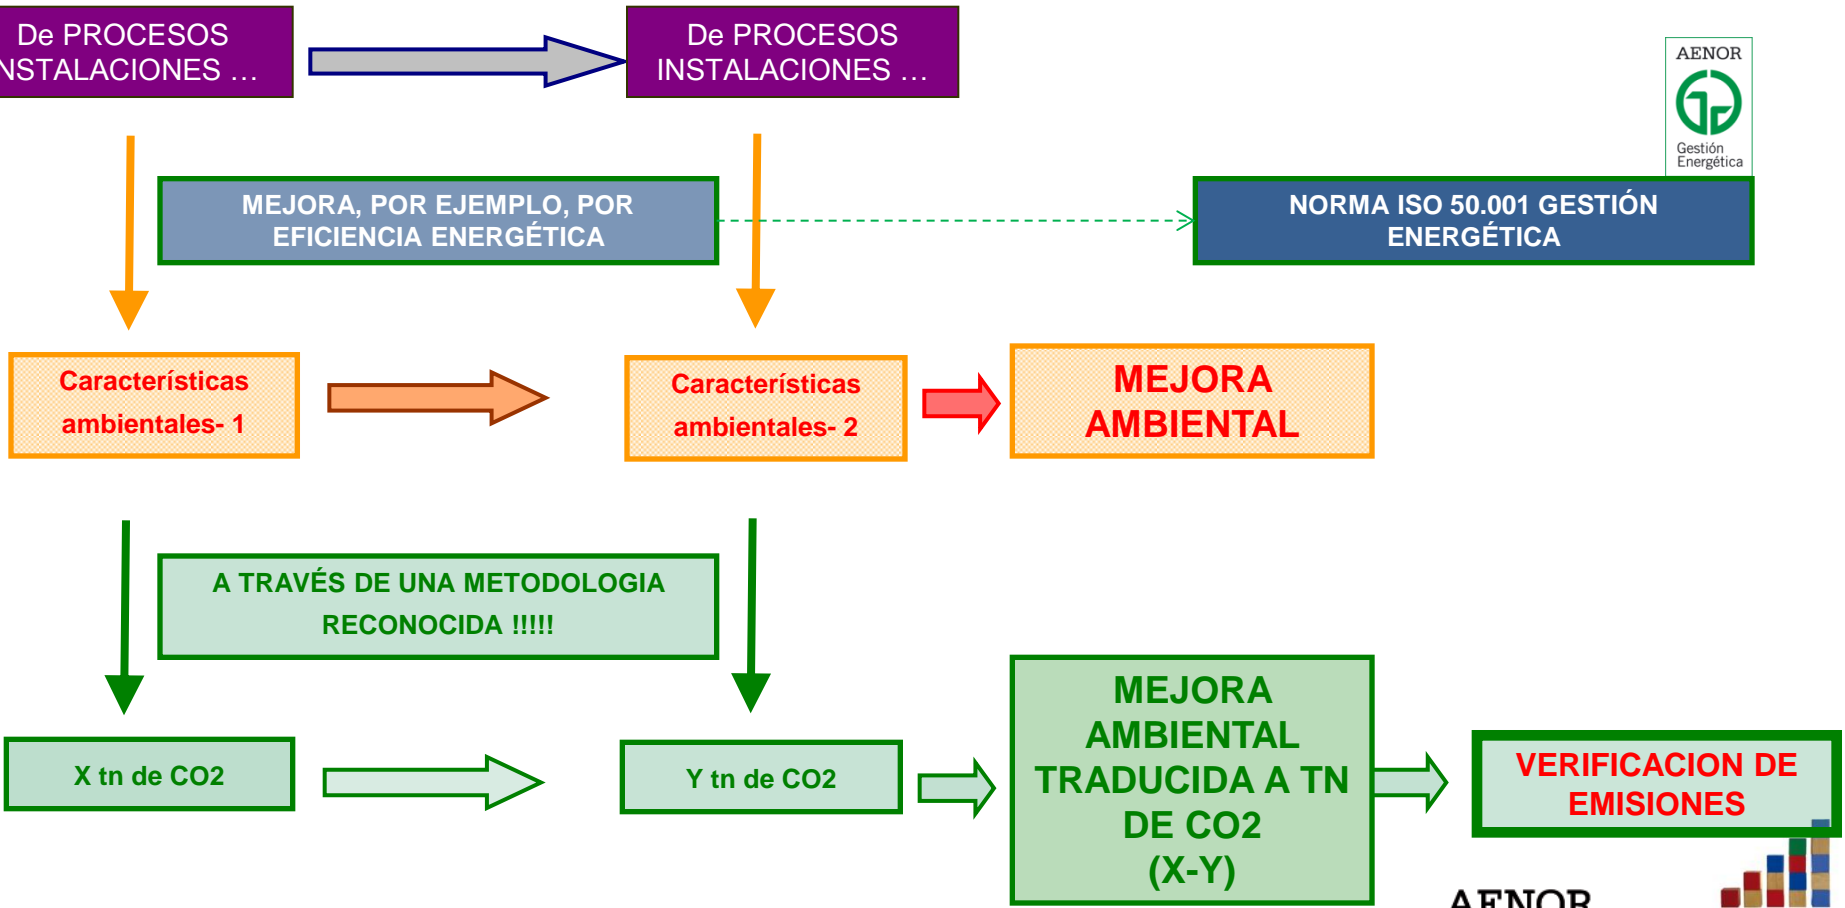 De PROCESOS
NSTALACIONES ...
De PROCESOS
INSTALACIONES ...
AENOR
Gestión
Energética
MEJORA, POR EJEMPLO, POR
EFICIENCIA ENERGÉTICA
NORMA ISO 50.001 GESTIÓN
ENERGÉTICA
Características
ambientales- 1
Características
ambientales- 2
MEJORA
AMBIENTAL
A TRAVÉS DE UNA METODOLOGIA
RECONOCIDA !!!!!
X tn de CO2
Y tn de CO2
MEJORA
AMBIENTAL
TRADUCIDA A TN
DE CO2
(X-Y)
VERIFICACION DE
EMISIONES
AENOR